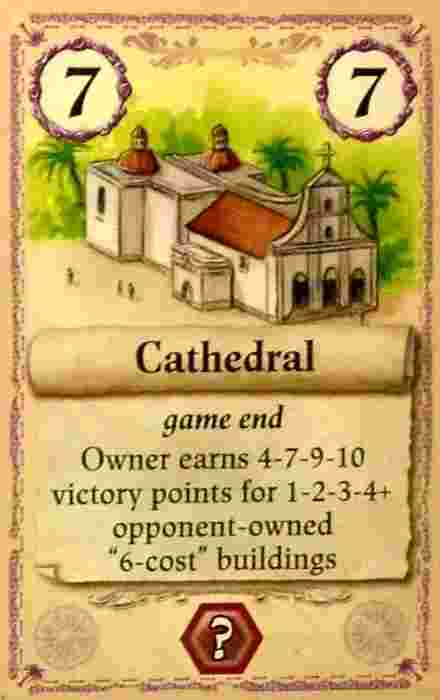 7 7
Cathedral
game end
Owner earns 4-7-9-10
victory points for 1-2-3-4+
opponent-owned
“6-cost” buildings
?